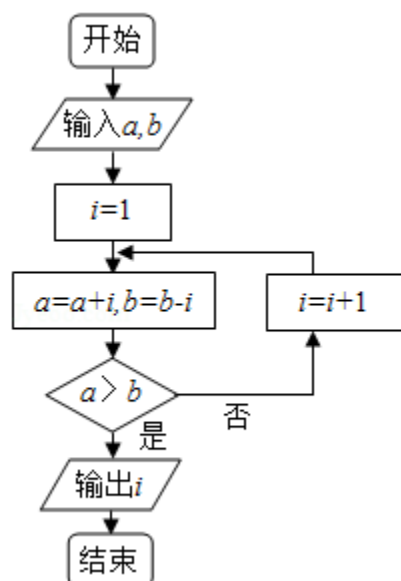 开始
输入a,b
i=1
a=a+i,b=b-i
i=i+1
a＞b
否
是
输出i
结束